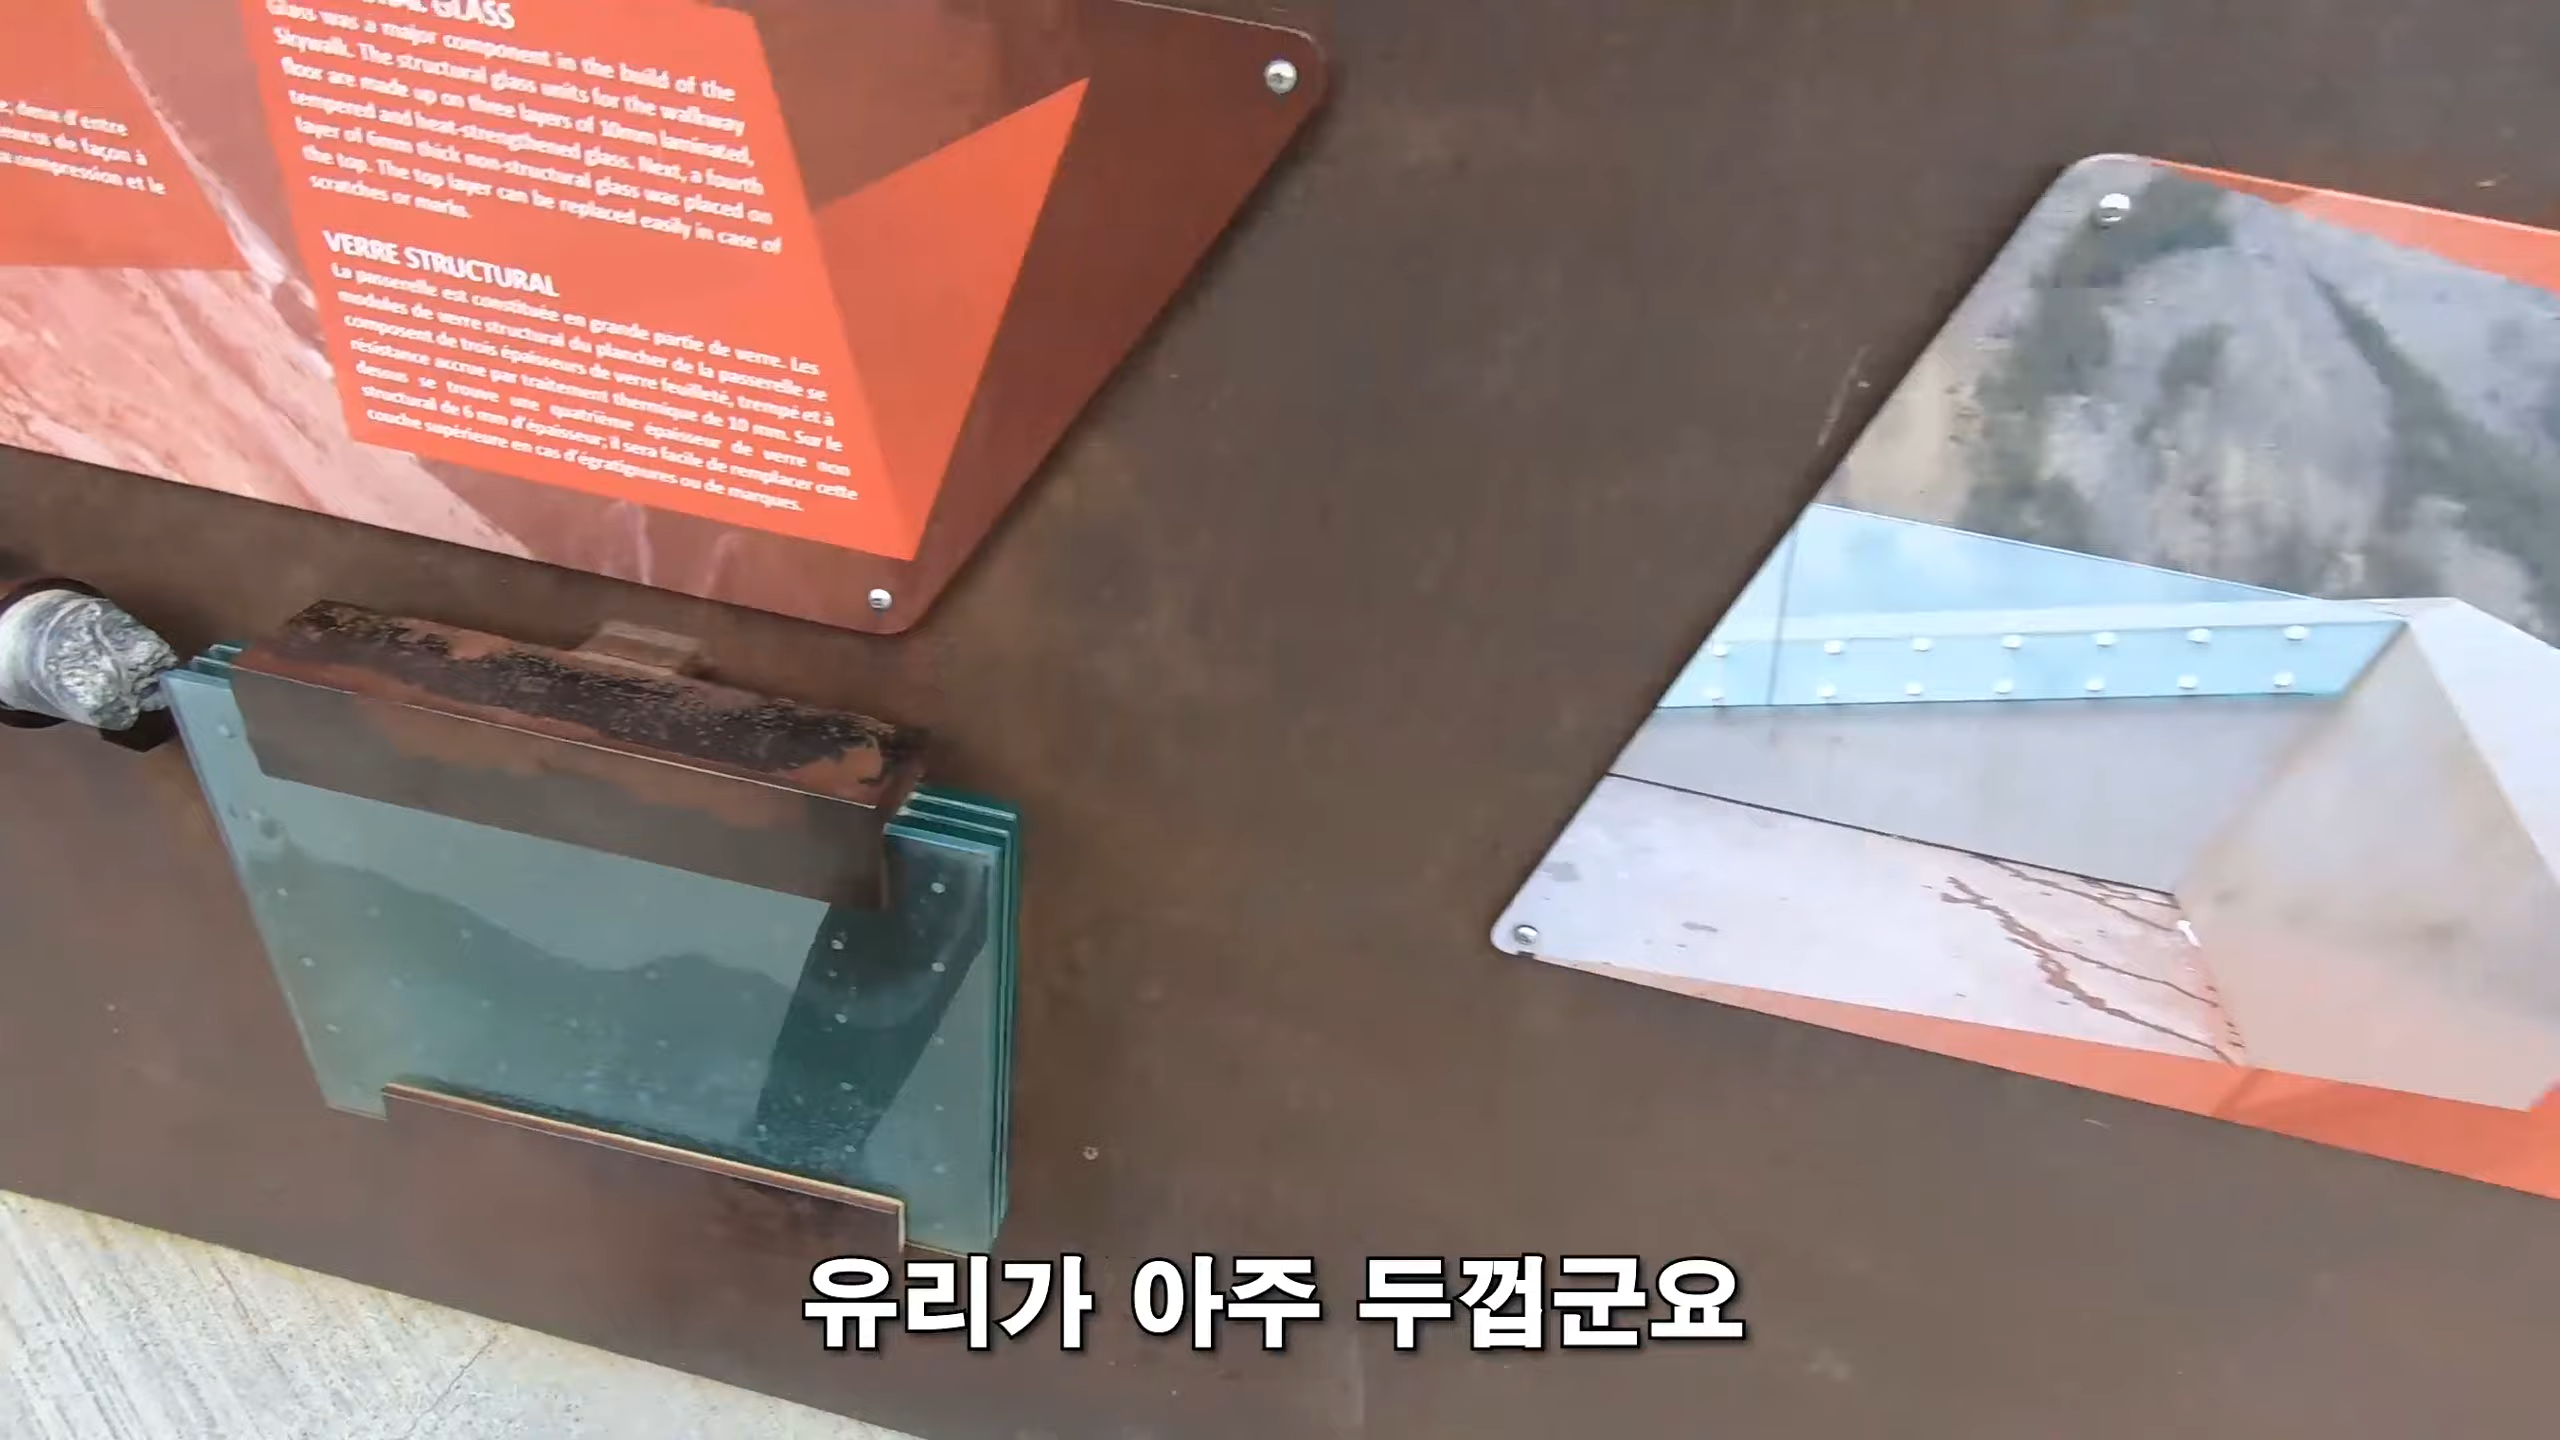 e, dans d'entre
de façon à
compression et le
GLASS
Glass was a major component in the build of the
Skywalk. The structural glass units for the walkway
floor are made up on three layers of 10mm laminated,
tempered and heat-strengthened glass. Next, a fourth
layer of 6mm thick non-structural glass was placed on
the top. The top layer can be replaced easily in case of
scratches or marks.
VERRE STRUCTURAL
La passerelle est constituée en grande partie de verre. Les
modules de verre structural du plancher de la passerelle se
composent de trois épaisseurs de verre feuilleté, trempé et à
résistance accrue par traitement thermique de 10 mm. Sur le
dessus se trouve une quatrième épaisseur de verre non
structural de 6 mm d'épaisseur; il sera facile de remplacer cette
couche supérieure en cas d'égratignures ou de marques.
유리가 아주 두껍군요